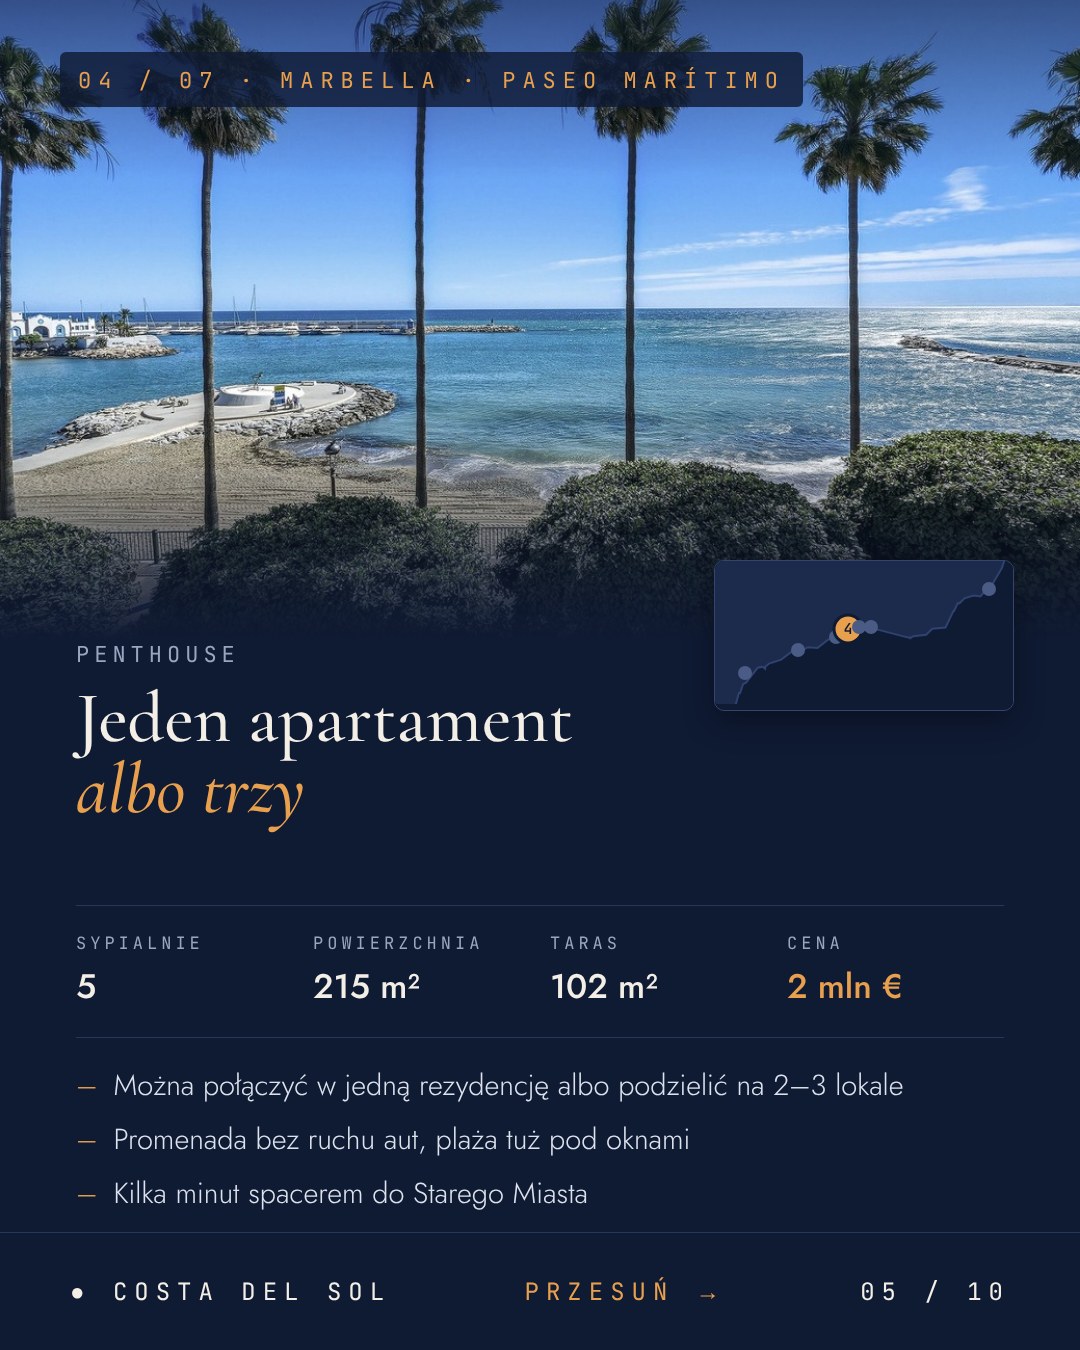 04 / 07 · MARBELLA · PASEO MARÍTIMO
4
PENTHOUSE
Jeden apartament
albo trzy
SYPIALNIE POWIERZCHNIA TARAS CENA
5 215 m² 102 m² 2 mln €
— Można połączyć w jedną rezydencję albo podzielić na 2–3 lokale
— Promenada bez ruchu aut, plaża tuż pod oknami
— Kilka minut spacerem do Starego Miasta
• COSTA DEL SOL PRZESUŃ → 05 / 10